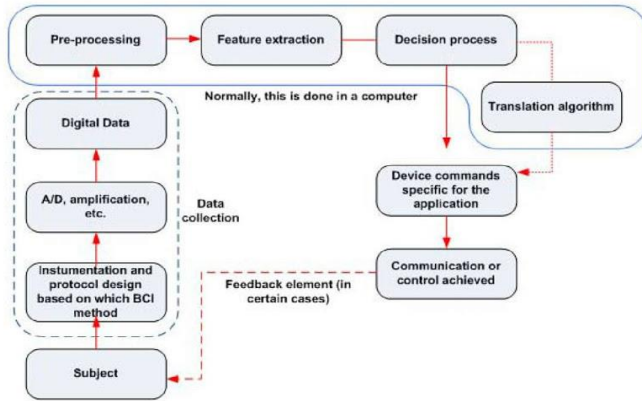 Pre-processing
Feature extraction
Decision process
Normally, this is done in a computer
Translation algorithm
Digital Data
A/D, amplification,
etc.
Data
collection
Instumentation and
protocol design
based on which BCI
method
Subject
Device commands
specific for the
application
Communication or
control achieved
Feedback element (in
certain cases)